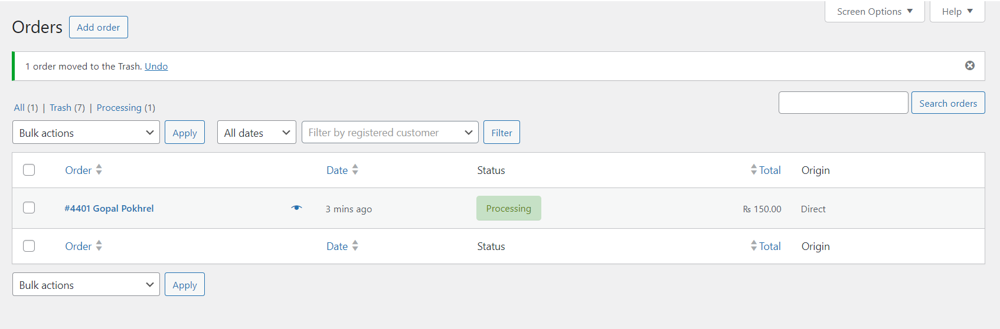 Screen Options ▼ Help ▼
Orders Add order
1 order moved to the Trash. Undo
All (1) | Trash (7) | Processing (1)
Search orders
Bulk actions Apply All dates Filter by registered customer Filter
Order Date Status Total Origin
#4401 Gopal Pokhrel 3 mins ago Processing ₨ 150.00 Direct
Order Date Status Total Origin
Bulk actions Apply